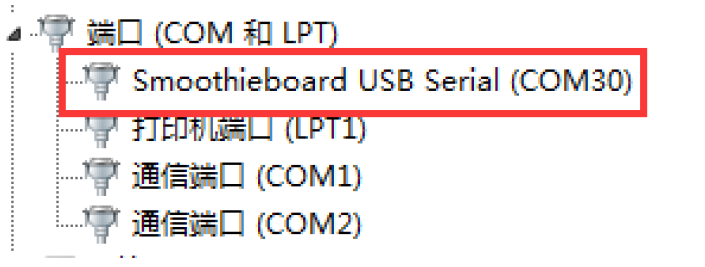 端口 (COM 和 LPT)
Smoothieboard USB Serial (COM30)
打印机端口 (LPT1)
通信端口 (COM1)
通信端口 (COM2)